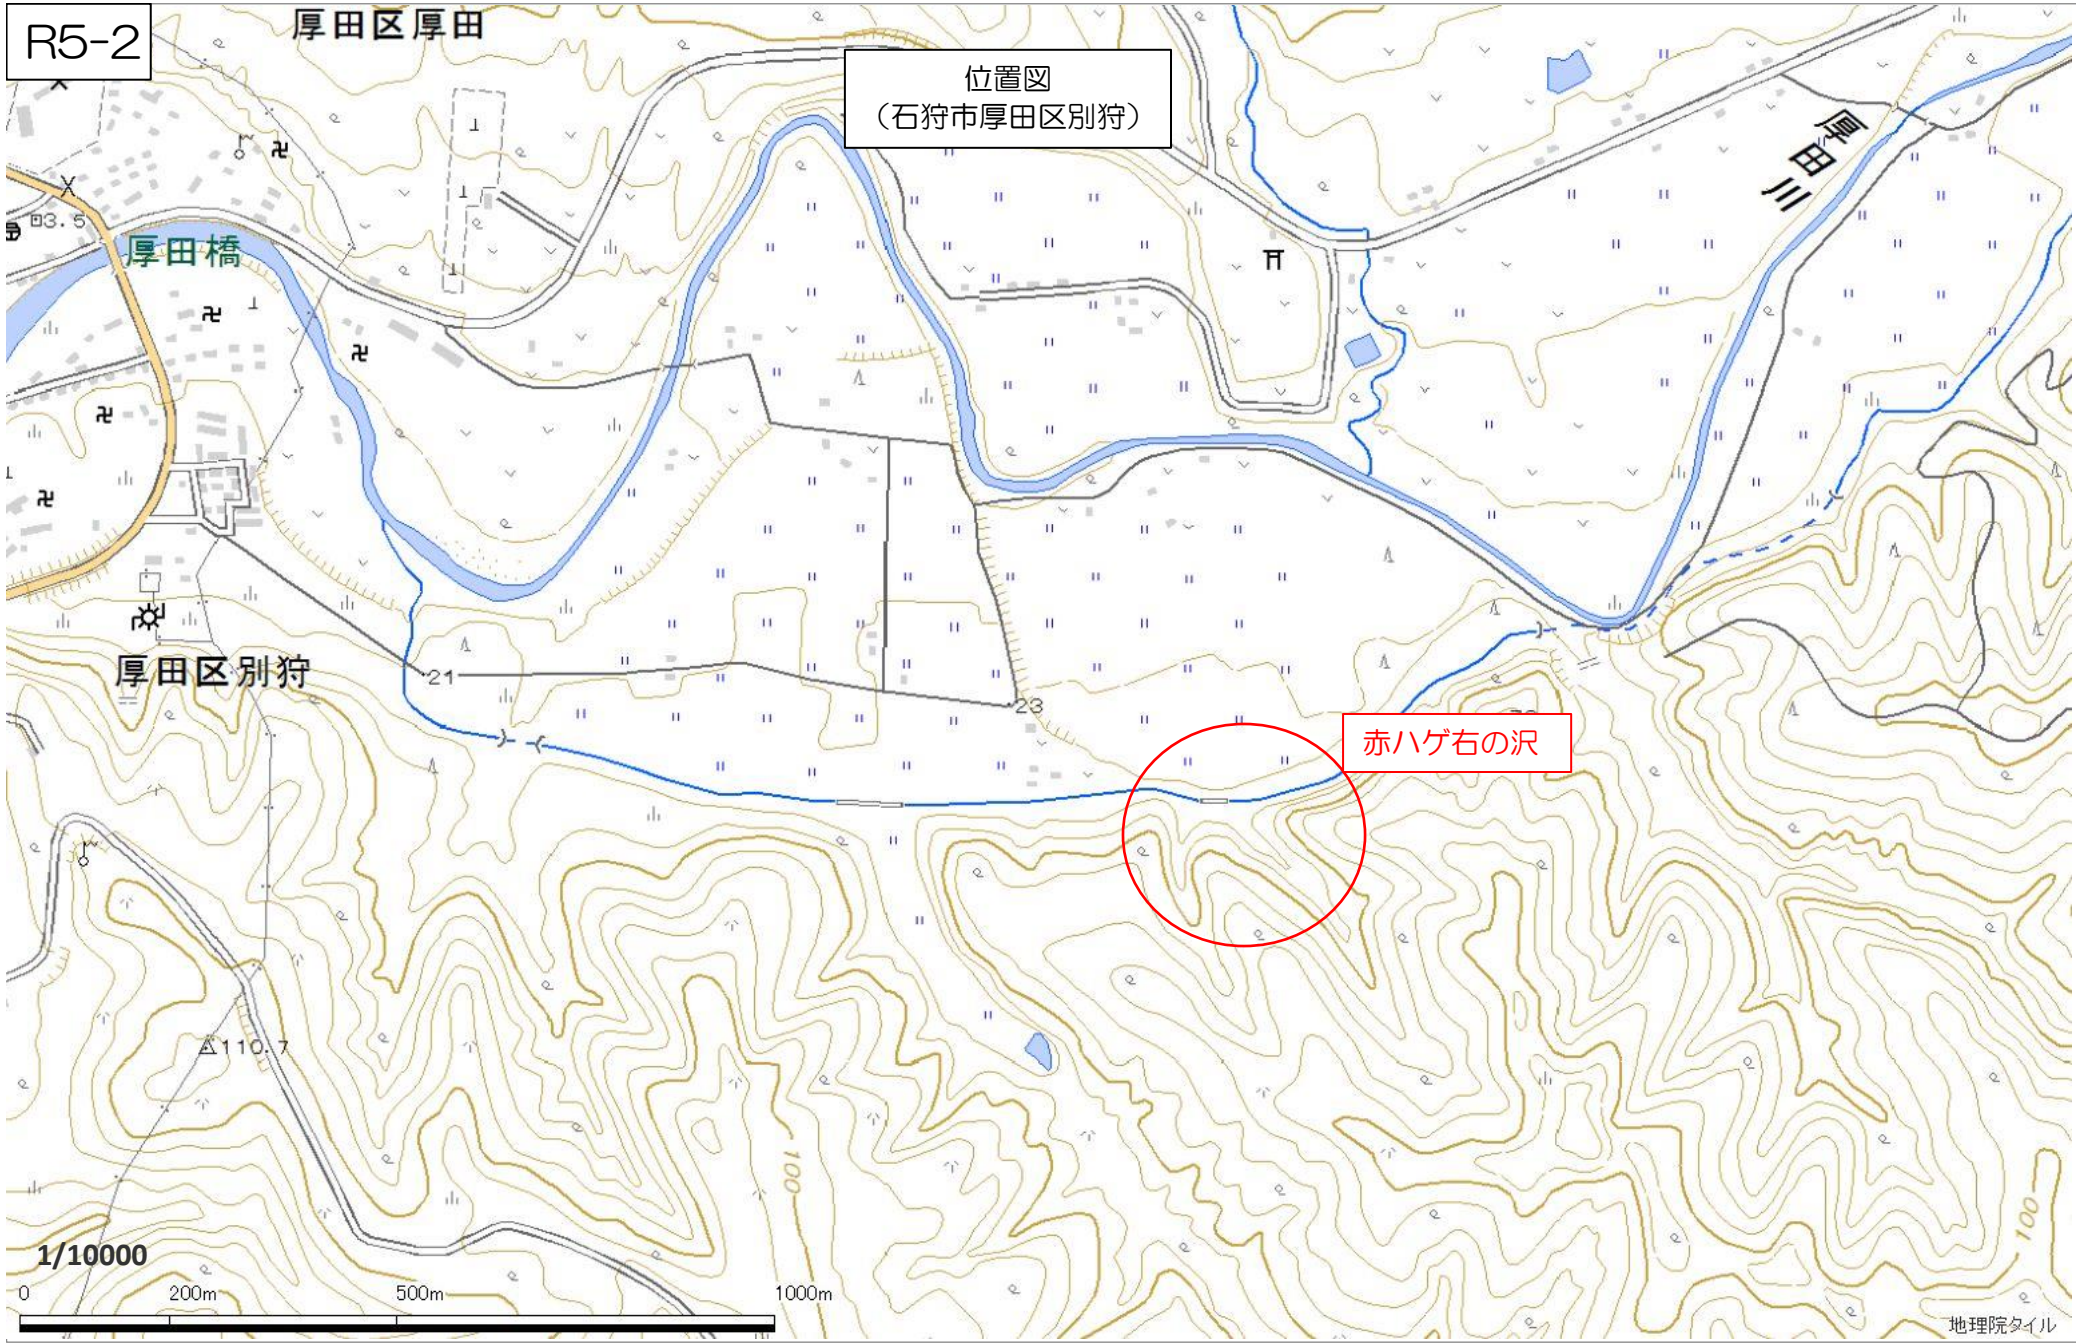 R5-2
厚田区厚田
位置図
（石狩市厚田区別狩）
厚田川
3.5
厚田橋
厚田区別狩
21
23
赤ハゲ右の沢
110.7
100
100
1/10000
0 200m 500m 1000m
地理院タイル